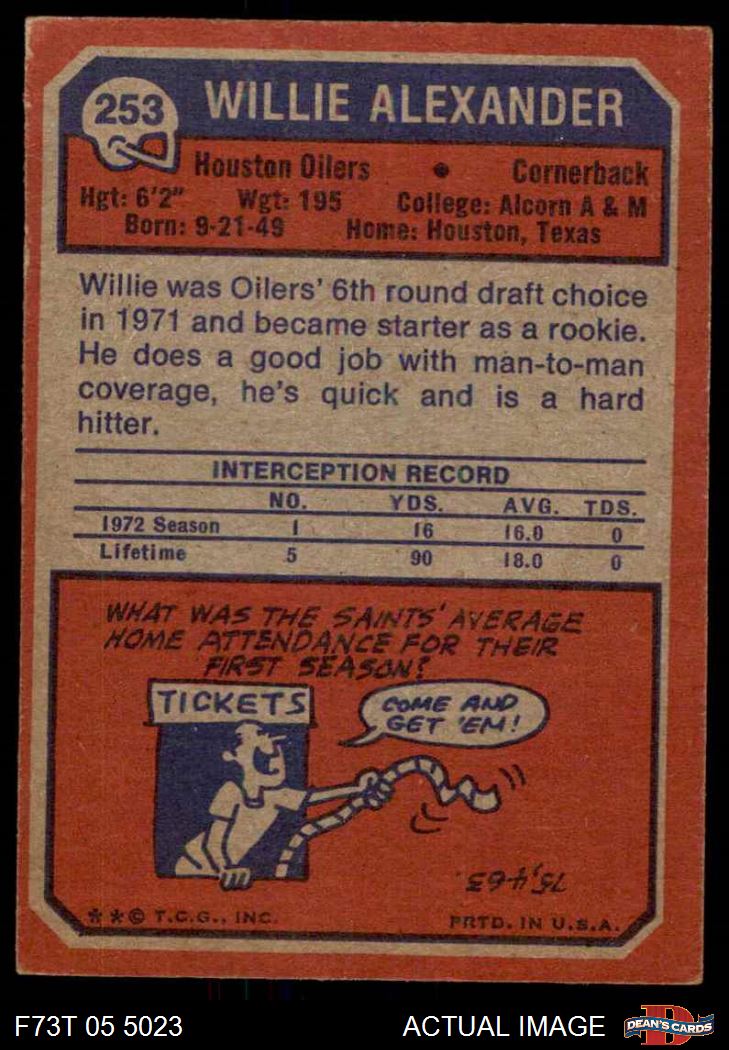 253
WILLIE ALEXANDER
Houston Oilers • Cornerback
Hgt: 6'2" Wgt: 195 College: Alcorn A & M
Born: 9-21-49 Home: Houston, Texas
Willie was Oilers' 6th round draft choice
in 1971 and became starter as a rookie.
He does a good job with man-to-man
coverage, he's quick and is a hard
hitter.
INTERCEPTION RECORD
NO. YDS. AVG. TDS.
1972 Season 1 16 16.0 0
Lifetime 5 90 18.0 0
WHAT WAS THE SAINTS' AVERAGE
HOME ATTENDANCE FOR THEIR
FIRST SEASON?
TICKETS
COME AND
GET 'EM!
75,463.
* * © T.C.G., INC. PRTD. IN U.S.A.
F73T 05 5023 ACTUAL IMAGE
D
DEAN'S CARDS